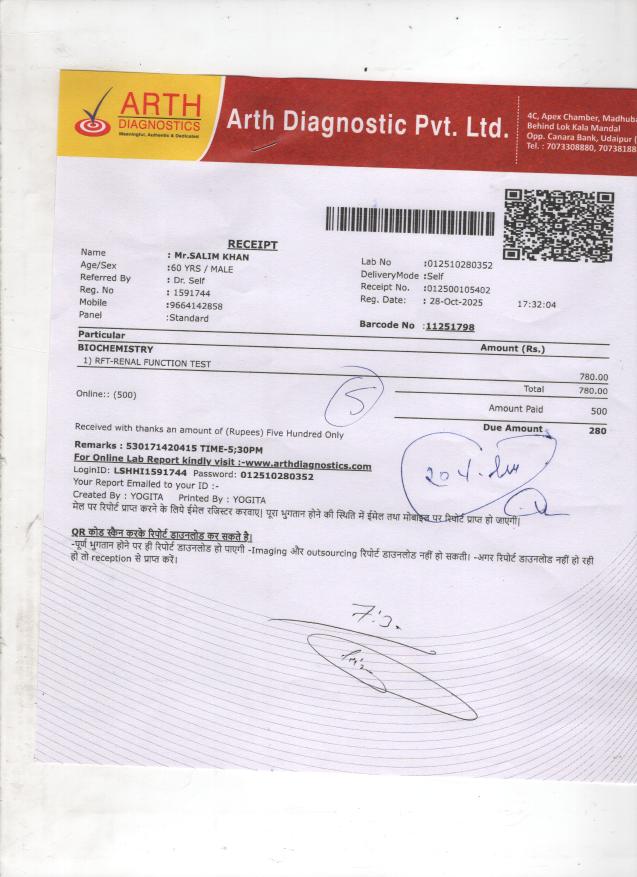 ARTH
DIAGNOSTICS
Meaningful, Authentic & Dedicated
Arth Diagnostic Pvt. Ltd.
4C, Apex Chamber, Madhuba
Behind Lok Kala Mandal
Opp. Canara Bank, Udaipur
Tel. : 7073308880, 70738188
RECEIPT
Name : Mr.SALIM KHAN
Age/Sex :60 YRS / MALE
Referred By : Dr. Self
Reg. No : 1591744
Mobile :9664142858
Panel :Standard
Lab No :012510280352
DeliveryMode :Self
Receipt No. :012500105402
Reg. Date: : 28-Oct-2025 17:32:04
Barcode No :11251798
Particular Amount (Rs.)
BIOCHEMISTRY
1) RFT-RENAL FUNCTION TEST 780.00
Total 780.00
Online:: (500)
5
Amount Paid 500
Due Amount 280
Received with thanks an amount of (Rupees) Five Hundred Only
Remarks : 530171420415 TIME-5;30PM
For Online Lab Report kindly visit :-www.arthdiagnostics.com
LoginID: LSHHI1591744 Password: 012510280352
Your Report Emailed to your ID :-
Created By : YOGITA Printed By : YOGITA
मेल पर रिपोर्ट प्राप्त करने के लिये ईमेल रजिस्टर करवाए| पूरा भुगतान होने की स्थिति में ईमेल तथा मोबाइल पर रिपोर्ट प्राप्त हो जाएगी|
QR कोड स्कैन करके रिपोर्ट डाउनलोड कर सकते है|
-पूर्ण भुगतान होने पर ही रिपोर्ट डाउनलोड हो पाएगी -Imaging और outsourcing रिपोर्ट डाउनलोड नहीं हो सकती। -अगर रिपोर्ट डाउनलोड नहीं हो रही
हो तो reception से प्राप्त करें।